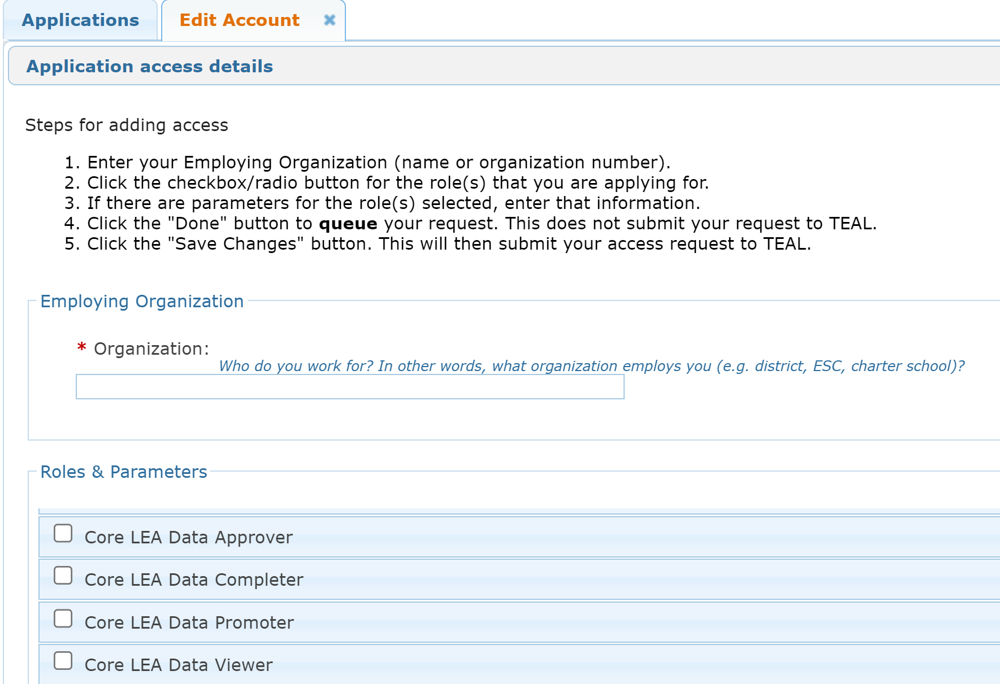 Applications
Edit Account
Application access details
Steps for adding access
1. Enter your Employing Organization (name or organization number).
2. Click the checkbox/radio button for the role(s) that you are applying for.
3. If there are parameters for the role(s) selected, enter that information.
4. Click the "Done" button to queue your request. This does not submit your request to TEAL.
5. Click the "Save Changes" button. This will then submit your access request to TEAL.
Employing Organization
* Organization:
Who do you work for? In other words, what organization employs you (e.g. district, ESC, charter school)?
Roles & Parameters
Core LEA Data Approver
Core LEA Data Completer
Core LEA Data Promoter
Core LEA Data Viewer